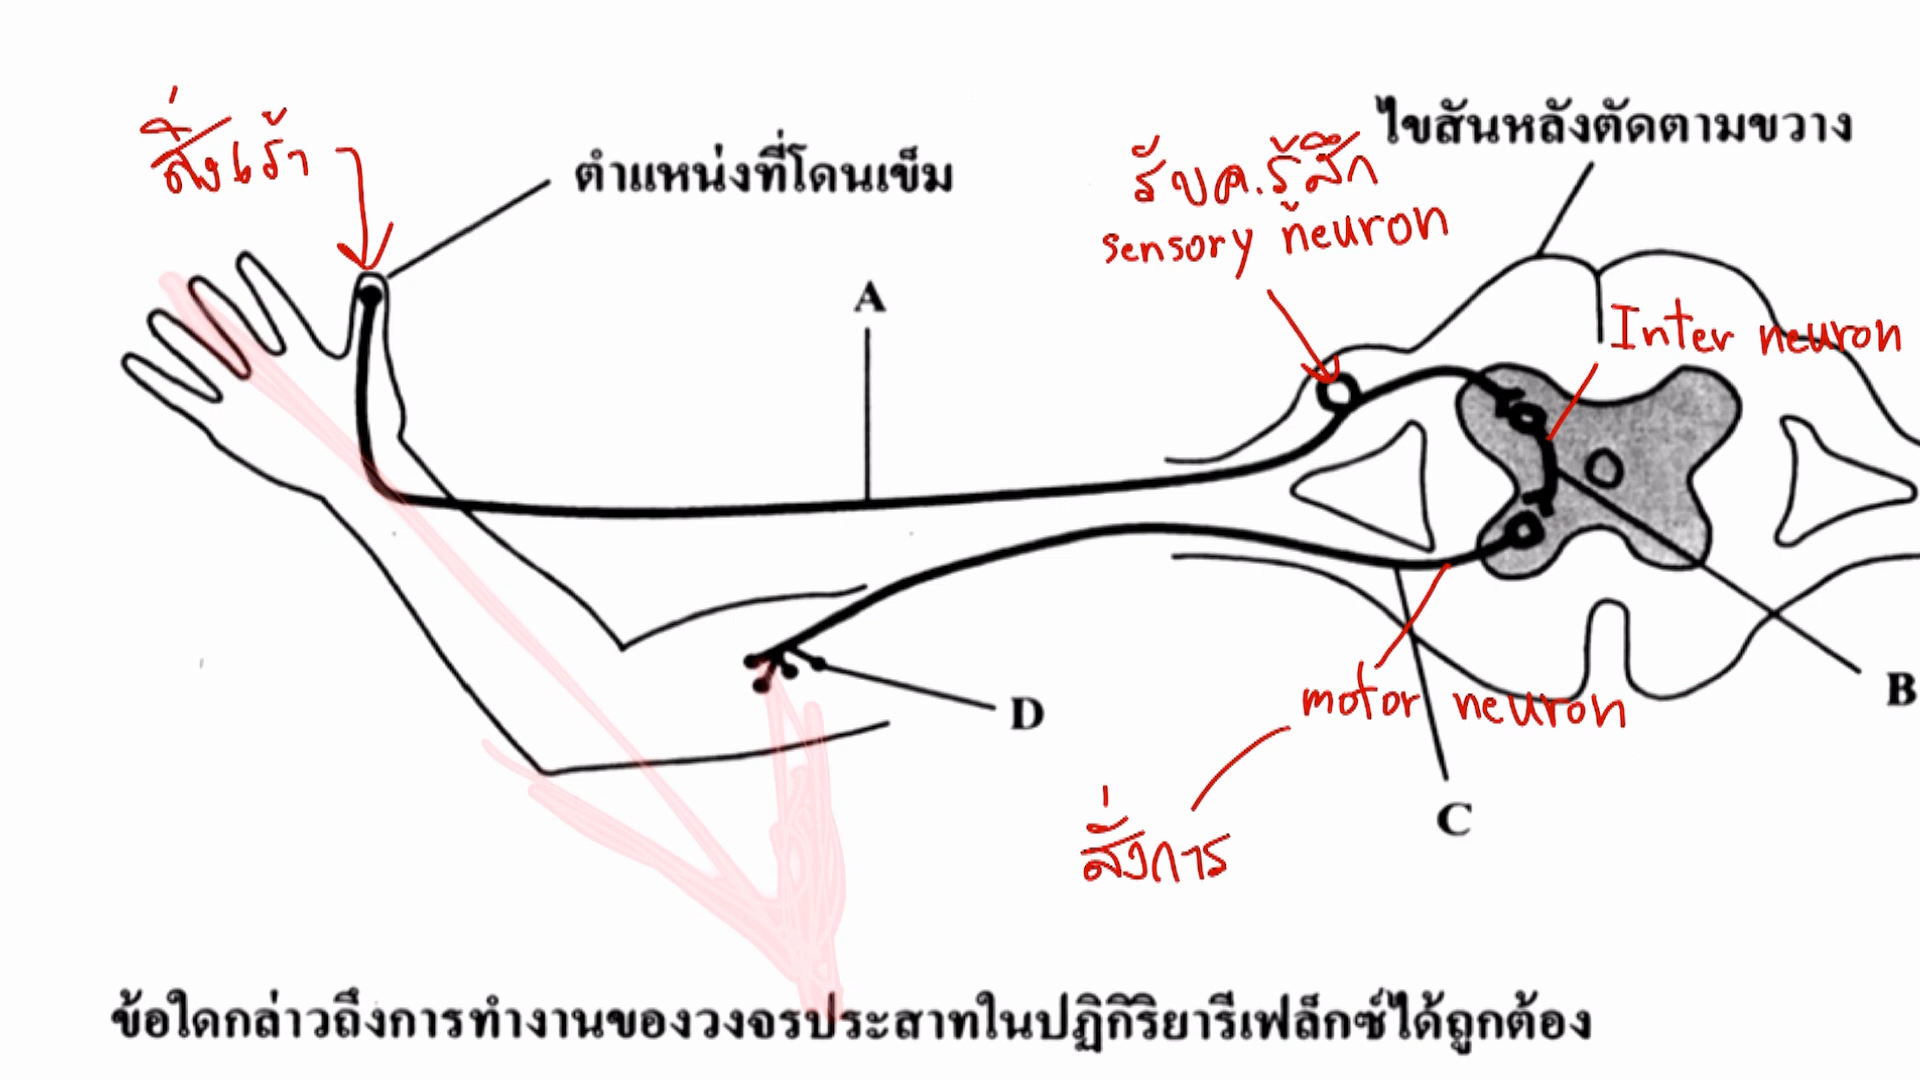 สิ่งเร้า
ตำแหน่งที่โดนเข็ม
ไขสันหลังตัดตามขวาง
รับค.รู้สึก
sensory neuron
A
Inter neuron
B
D
motor neuron
C
สั่งการ
ข้อใดกล่าวถึงการทำงานของวงจรประสาทในปฏิกิริยารีเฟล็กซ์ได้ถูกต้อง